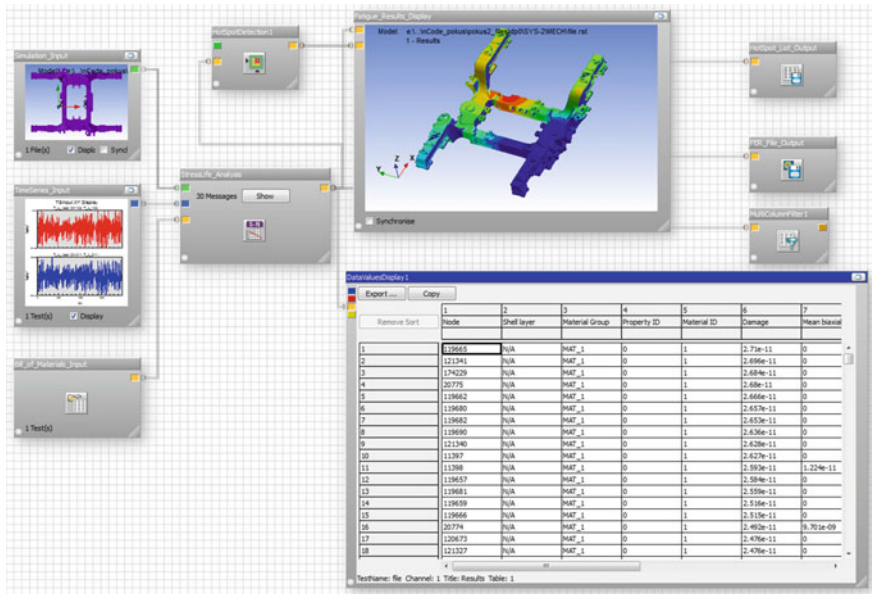 HotSpotDetection1
Fatigue_Results_Display
Model: e:\..\nCode_pokus\pokus2_files\dp0\SYS-2\MECH\file.rst
1 - Results
Z
X
Y
Synchronise
HotSpot_List_Output
FER_File_Output
MultiColumnFilter1
Simulation_Input
1 File(s) Displa Synch
TimeSeries_Input
1 Test(s) Display
Bill_of_Materials_Input
1 Test(s)
StressLife_Analysis
30 Messages Show
S-N
DataValuesDisplay1
Export ... Copy
1 2 3 4 5 6 7
Remove Sort Node Shell layer Material Group Property ID Material ID Damage Mean biaxial
1 119665 N/A MAT_1 0 1 2.71e-11 0
2 121341 N/A MAT_1 0 1 2.696e-11 0
3 174229 N/A MAT_1 0 1 2.684e-11 0
4 20775 N/A MAT_1 0 1 2.68e-11 0
5 119662 N/A MAT_1 0 1 2.666e-11 0
6 119680 N/A MAT_1 0 1 2.657e-11 0
7 119682 N/A MAT_1 0 1 2.653e-11 0
8 119690 N/A MAT_1 0 1 2.636e-11 0
9 121340 N/A MAT_1 0 1 2.628e-11 0
10 11397 N/A MAT_1 0 1 2.627e-11 0
11 11398 N/A MAT_1 0 1 2.593e-11 1.224e-11
12 119657 N/A MAT_1 0 1 2.584e-11 0
13 119681 N/A MAT_1 0 1 2.559e-11 0
14 119659 N/A MAT_1 0 1 2.516e-11 0
15 119666 N/A MAT_1 0 1 2.515e-11 0
16 20774 N/A MAT_1 0 1 2.492e-11 9.701e-09
17 120673 N/A MAT_1 0 1 2.476e-11 0
18 121327 N/A MAT_1 0 1 2.476e-11 0
TestName: file Channel: 1 Title: Results Table: 1